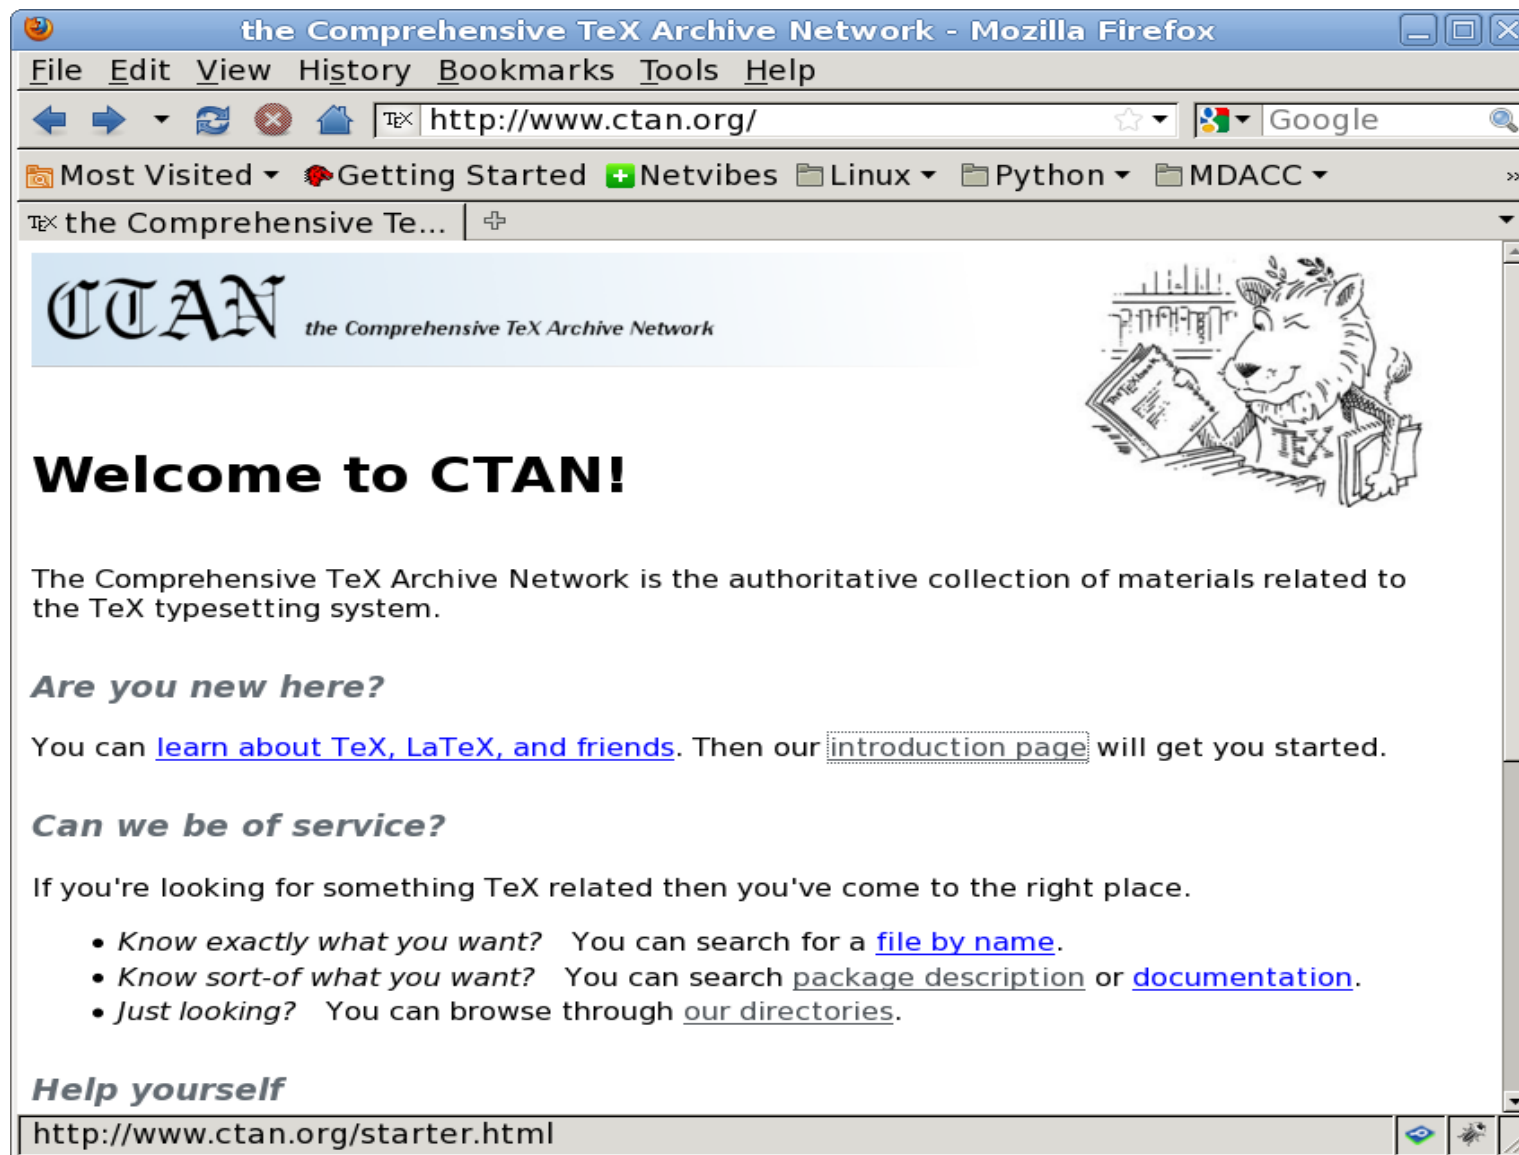 the Comprehensive TeX Archive Network - Mozilla Firefox
File Edit View History Bookmarks Tools Help
TEX http://www.ctan.org/ Google
Most Visited Getting Started Netvibes Linux Python MDACC »
TEX the Comprehensive Te...
CTAN the Comprehensive TeX Archive Network
The TEXbook
TEX
Welcome to CTAN!
The Comprehensive TeX Archive Network is the authoritative collection of materials related to
the TeX typesetting system.
Are you new here?
You can learn about TeX, LaTeX, and friends. Then our introduction page will get you started.
Can we be of service?
If you're looking for something TeX related then you've come to the right place.
• Know exactly what you want? You can search for a file by name.
• Know sort-of what you want? You can search package description or documentation.
• Just looking? You can browse through our directories.
Help yourself
http://www.ctan.org/starter.html